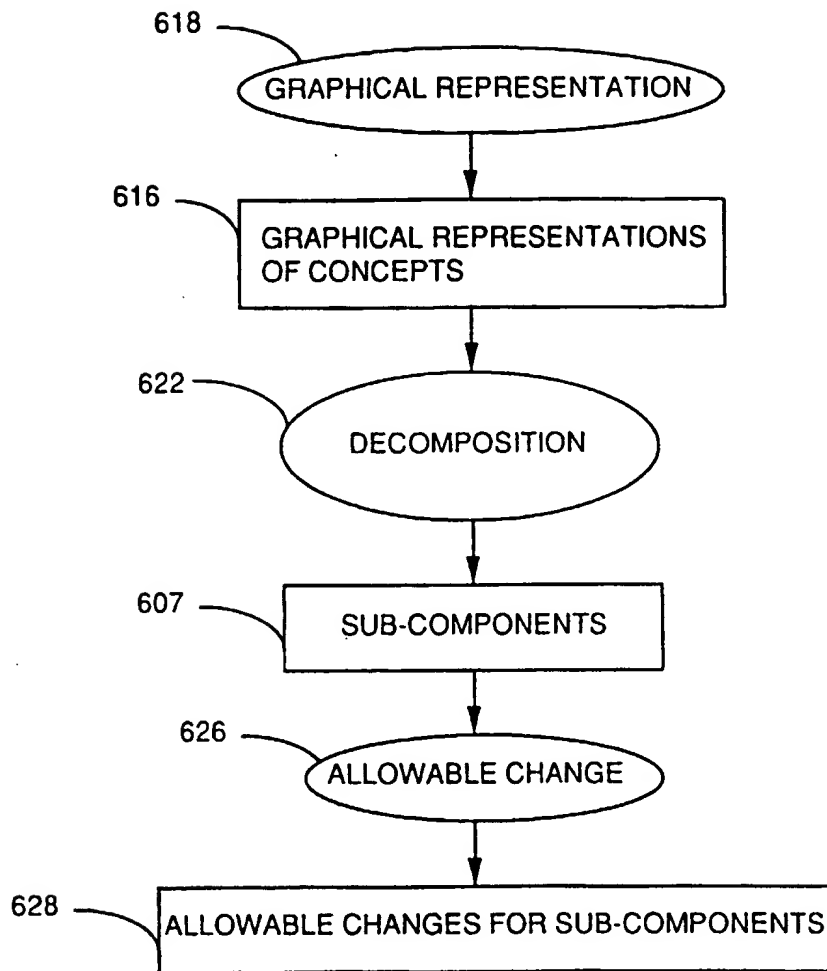 618
GRAPHICAL REPRESENTATION
616
GRAPHICAL REPRESENTATIONS
OF CONCEPTS
622
DECOMPOSITION
607
SUB-COMPONENTS
626
ALLOWABLE CHANGE
628
ALLOWABLE CHANGES FOR SUB-COMPONENTS